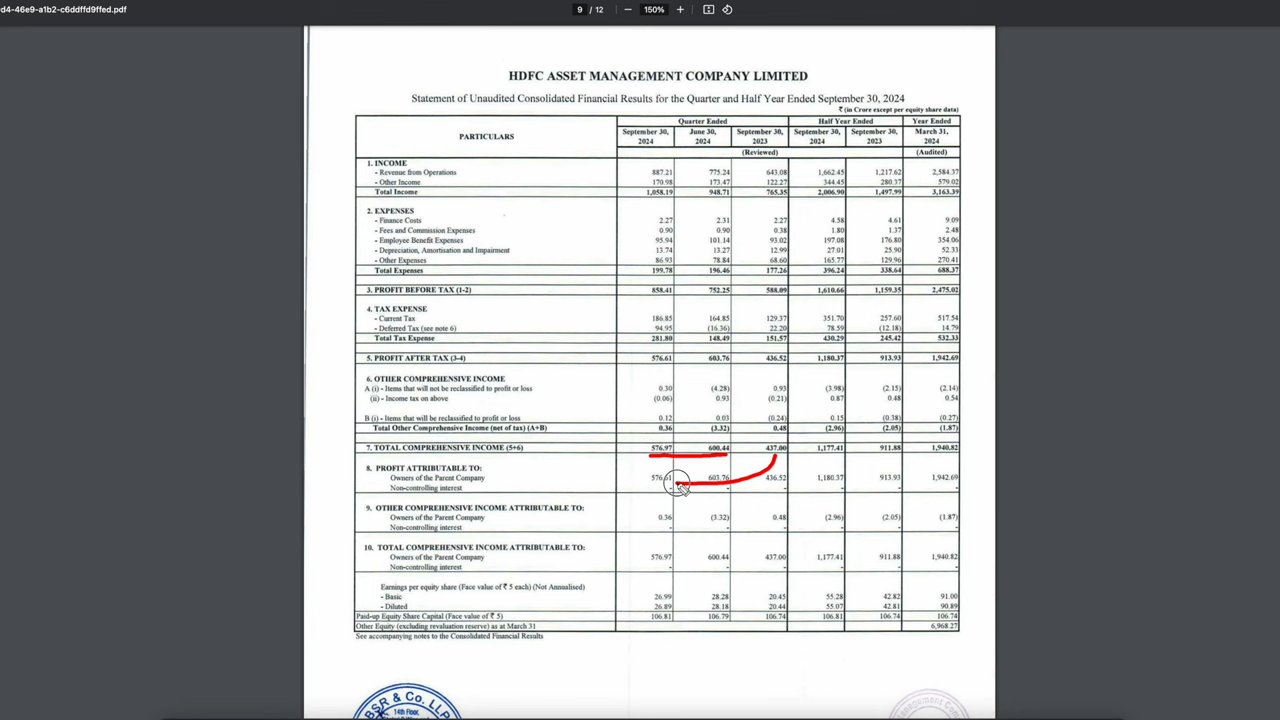 d4-46e9-a1b2-c6ddffd9ffed.pdf
9 / 12 − 150% +
HDFC ASSET MANAGEMENT COMPANY LIMITED
Statement of Unaudited Consolidated Financial Results for the Quarter and Half Year Ended September 30, 2024
₹ (in Crore except per equity share data)
PARTICULARS Quarter Ended Half Year Ended Year Ended
September 30, 2024 June 30, 2024 September 30, 2023 September 30, 2024 September 30, 2023 March 31, 2024
(Reviewed) (Audited)
1. INCOME
- Revenue from Operations 887.21 775.24 643.08 1,662.45 1,217.62 2,584.37
- Other Income 170.98 173.47 122.27 344.45 280.37 579.02
Total Income 1,058.19 948.71 765.35 2,006.90 1,497.99 3,163.39
2. EXPENSES
- Finance Costs 2.27 2.31 2.27 4.58 4.61 9.09
- Fees and Commission Expenses 0.90 0.90 0.38 1.80 1.37 2.48
- Employee Benefit Expenses 95.94 101.14 93.02 197.08 176.80 354.06
- Depreciation, Amortisation and Impairment 13.74 13.27 12.99 27.01 25.90 52.33
- Other Expenses 86.93 78.84 68.60 165.77 129.96 270.41
Total Expenses 199.78 196.46 177.26 396.24 338.64 688.37
3. PROFIT BEFORE TAX (1-2) 858.41 752.25 588.09 1,610.66 1,159.35 2,475.02
4. TAX EXPENSE
- Current Tax 186.85 164.85 129.37 351.70 257.60 517.54
- Deferred Tax (see note 6) 94.95 (16.36) 22.20 78.59 (12.18) 14.79
Total Tax Expense 281.80 148.49 151.57 430.29 245.42 532.33
5. PROFIT AFTER TAX (3-4) 576.61 603.76 436.52 1,180.37 913.93 1,942.69
6. OTHER COMPREHENSIVE INCOME
A (i) - Items that will not be reclassified to profit or loss 0.30 (4.28) 0.93 (3.98) (2.15) (2.14)
(ii) - Income tax on above (0.06) 0.93 (0.21) 0.87 0.48 0.54
B (i) - Items that will be reclassified to profit or loss 0.12 0.03 (0.24) 0.15 (0.38) (0.27)
Total Other Comprehensive Income (net of tax) (A+B) 0.36 (3.32) 0.48 (2.96) (2.05) (1.87)
7. TOTAL COMPREHENSIVE INCOME (5+6) 576.97 600.44 437.00 1,177.41 911.88 1,940.82
8. PROFIT ATTRIBUTABLE TO:
Owners of the Parent Company 576.61 603.76 436.52 1,180.37 913.93 1,942.69
Non-controlling interest - - - - - -
9. OTHER COMPREHENSIVE INCOME ATTRIBUTABLE TO:
Owners of the Parent Company 0.36 (3.32) 0.48 (2.96) (2.05) (1.87)
Non-controlling interest - - - - - -
10. TOTAL COMPREHENSIVE INCOME ATTRIBUTABLE TO:
Owners of the Parent Company 576.97 600.44 437.00 1,177.41 911.88 1,940.82
Non-controlling interest - - - - - -
Earnings per equity share (Face value of ₹ 5 each) (Not Annualised)
- Basic 26.99 28.28 20.45 55.28 42.82 91.00
- Diluted 26.89 28.18 20.44 55.07 42.81 90.89
Paid-up Equity Share Capital (Face value of ₹ 5) 106.81 106.79 106.74 106.81 106.74 106.74
Other Equity (excluding revaluation reserve) as at March 31 6,968.27
See accompanying notes to the Consolidated Financial Results
BSR & Co. LLP
14th Floor,
Management Com